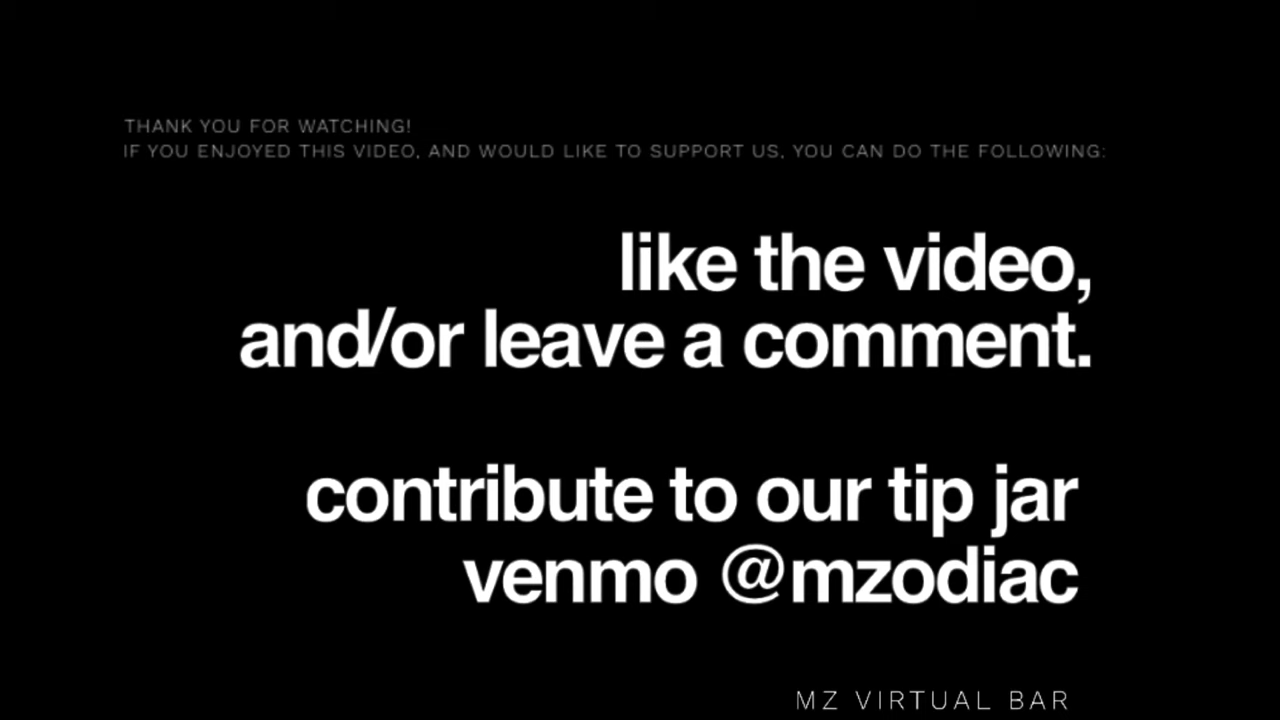 THANK YOU FOR WATCHING!
IF YOU ENJOYED THIS VIDEO, AND WOULD LIKE TO SUPPORT US, YOU CAN DO THE FOLLOWING:
like the video,
and/or leave a comment.
contribute to our tip jar
venmo @mzodiac
MZ VIRTUAL BAR